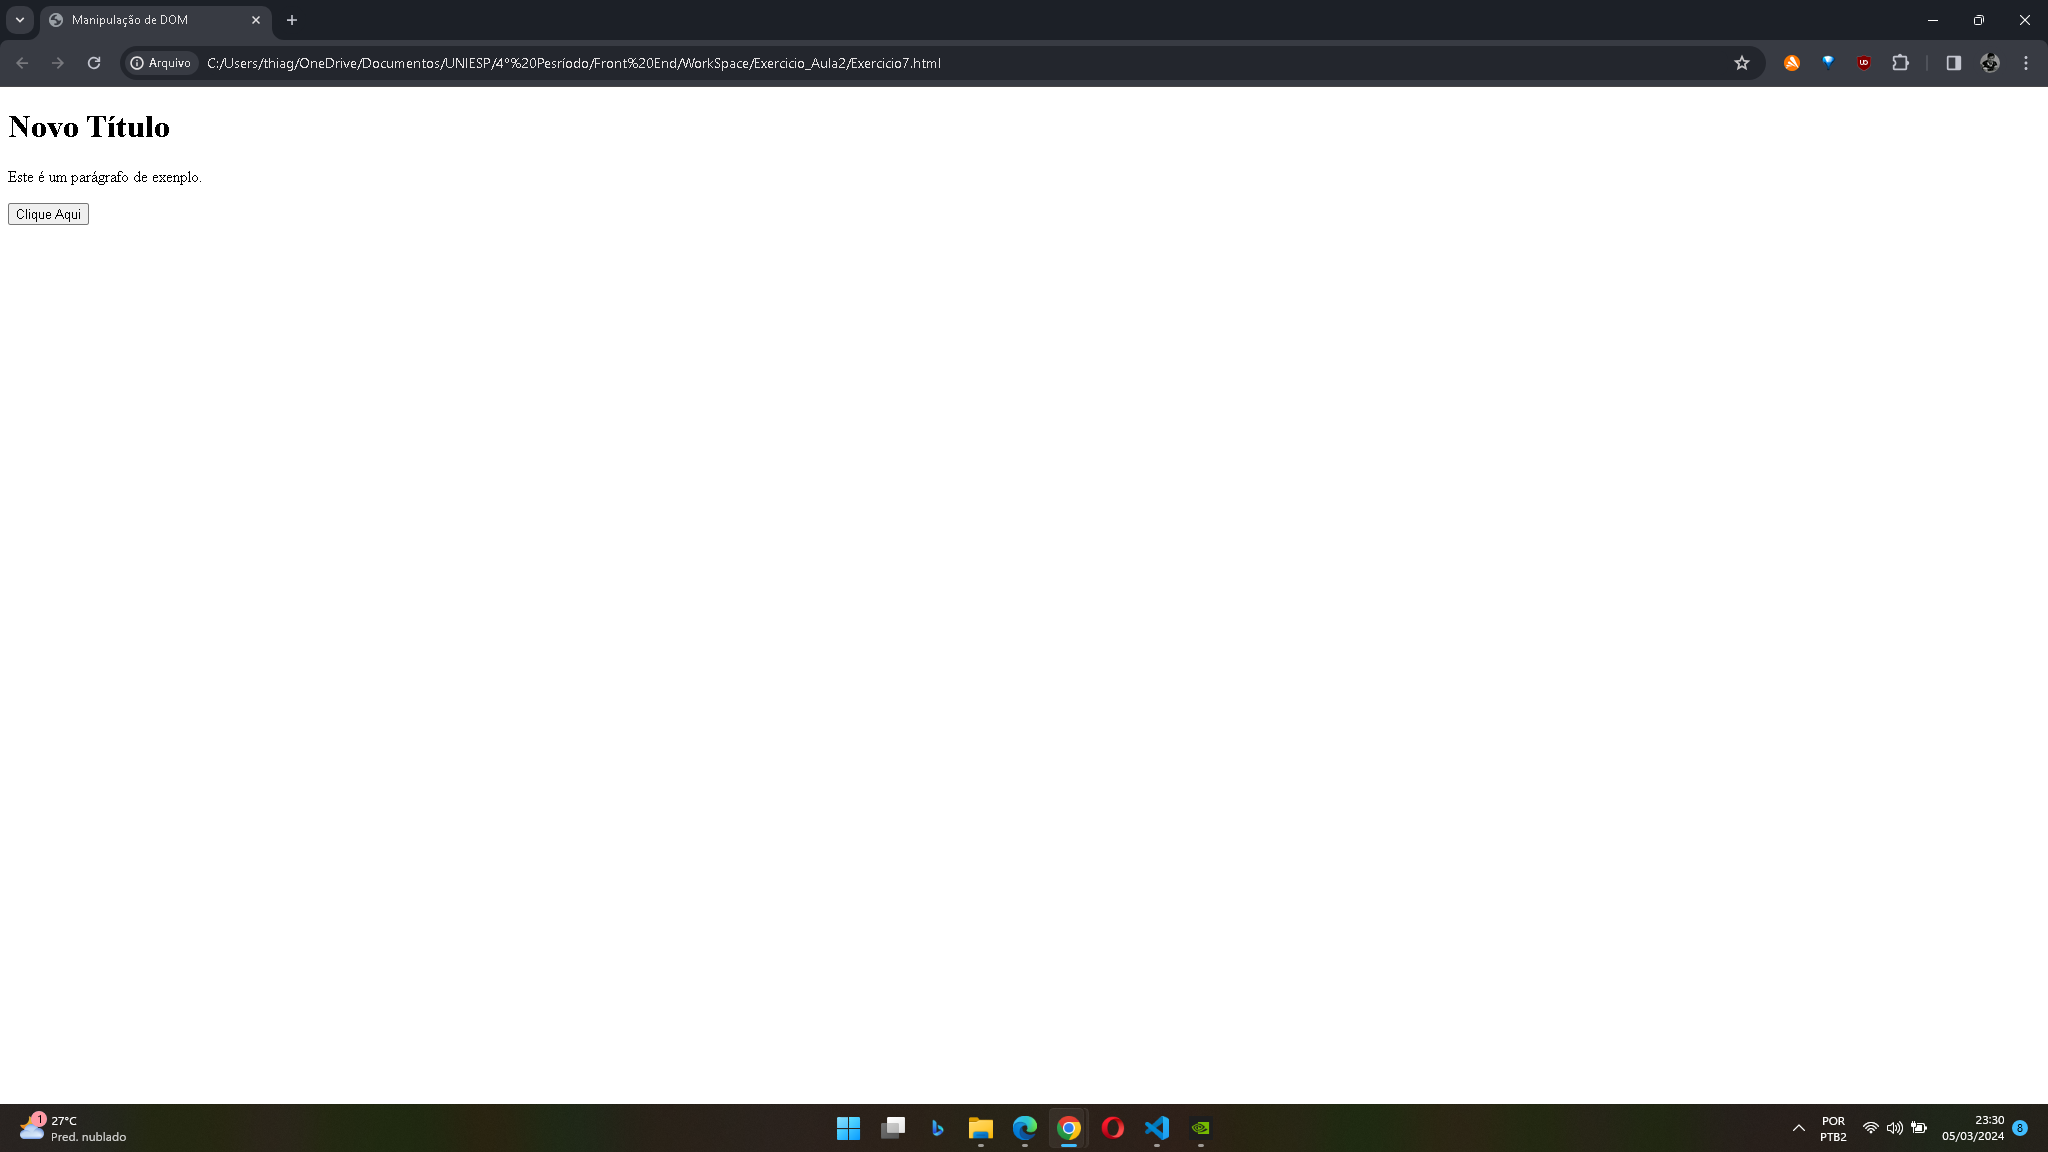 Manipulação de DOM
Arquivo
C:/Users/thiag/OneDrive/Documentos/UNIESP/4°%20Pesríodo/Front%20End/WorkSpace/Exercicio_Aula2/Exercicio7.html
Novo Título
Este é um parágrafo de exenplo.
Clique Aqui
1
27°C
Pred. nublado
POR
PTB2
23:30
05/03/2024
8